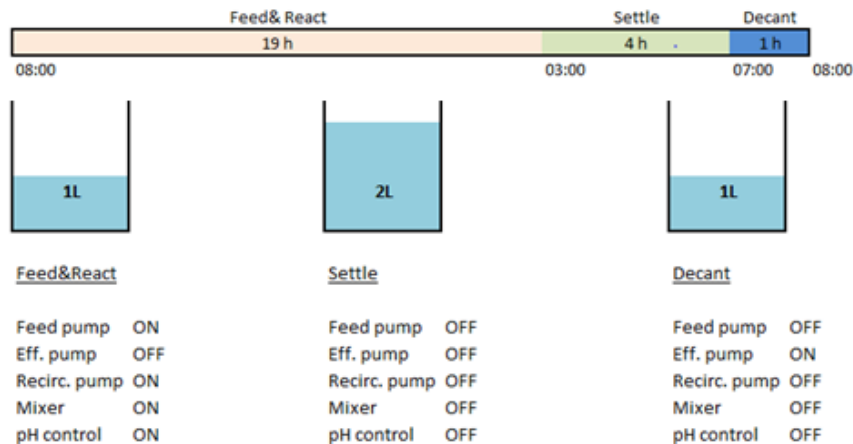 Feed& React Settle Decant
19 h 4 h 1 h
08:00 03:00 07:00 08:00
1L 2L 1L
Feed&React Settle Decant
Feed pump ON Feed pump OFF Feed pump OFF
Eff. pump OFF Eff. pump OFF Eff. pump ON
Recirc. pump ON Recirc. pump OFF Recirc. pump OFF
Mixer ON Mixer OFF Mixer OFF
pH control ON pH control OFF pH control OFF